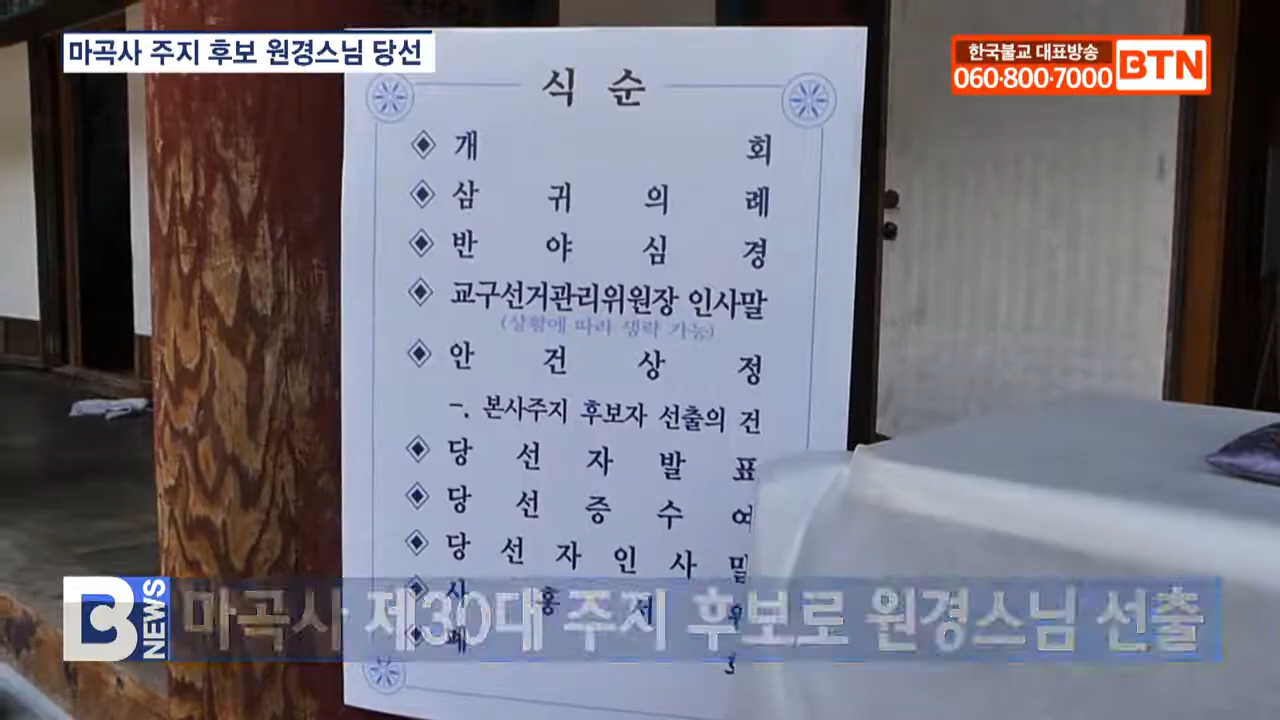 마곡사 주지 후보 원경스님 당선
한국불교 대표방송
060·800·7000 BTN
식 순
개 회
삼 귀 의 례
반 야 심 경
교구선거관리위원장 인사말
(상황에 따라 생략 가능)
안 건 상 정
-. 본사주지 후보자 선출의 건
당 선 자 발 표
당 선 증 수 여
당 선 자 인 사 말
사 홍 서 원
폐
B NEWS
마곡사 제30대 주지 후보로 원경스님 선출